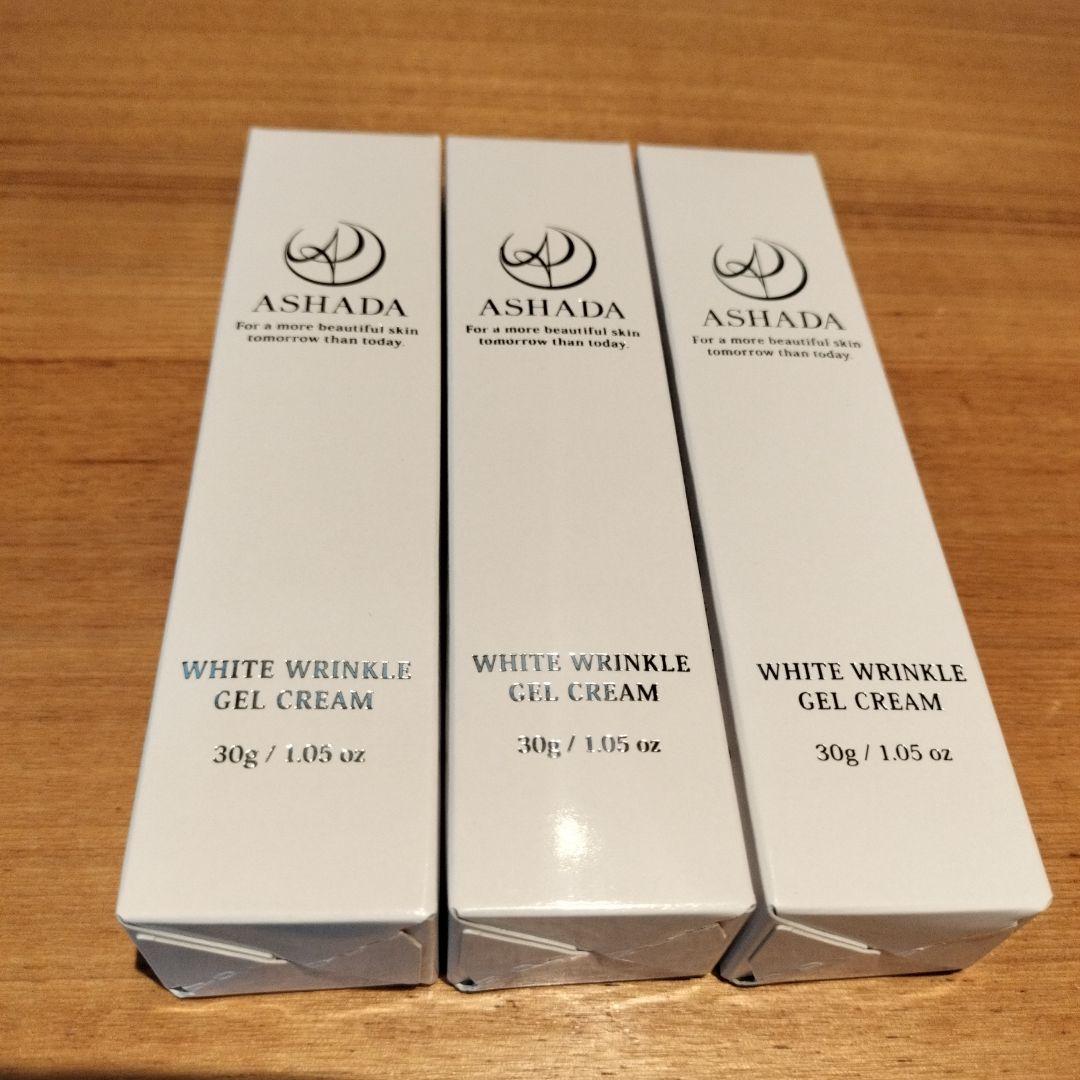 ASHADA
For a more beautiful skin
tomorrow than today.
WHITE WRINKLE
GEL CREAM
30g / 1.05 oz
ASHADA
For a more beautiful skin
tomorrow than today.
WHITE WRINKLE
GEL CREAM
30g / 1.05 oz
ASHADA
For a more beautiful skin
tomorrow than today.
WHITE WRINKLE
GEL CREAM
30g / 1.05 oz